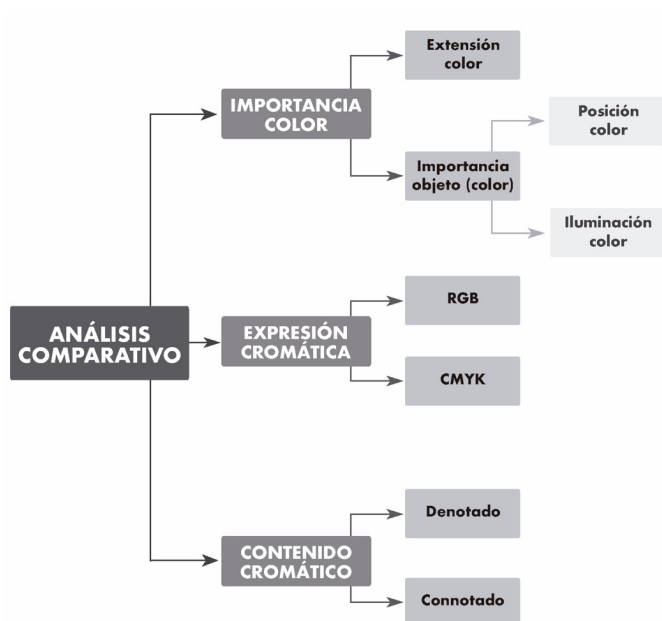 Extensión
color
IMPORTANCIA
COLOR
Posición
color
Importancia
objeto (color)
Iluminación
color
ANÁLISIS
COMPARATIVO
EXPRESIÓN
CROMÁTICA
RGB
CMYK
Denotado
CONTENIDO
CROMÁTICO
Connotado